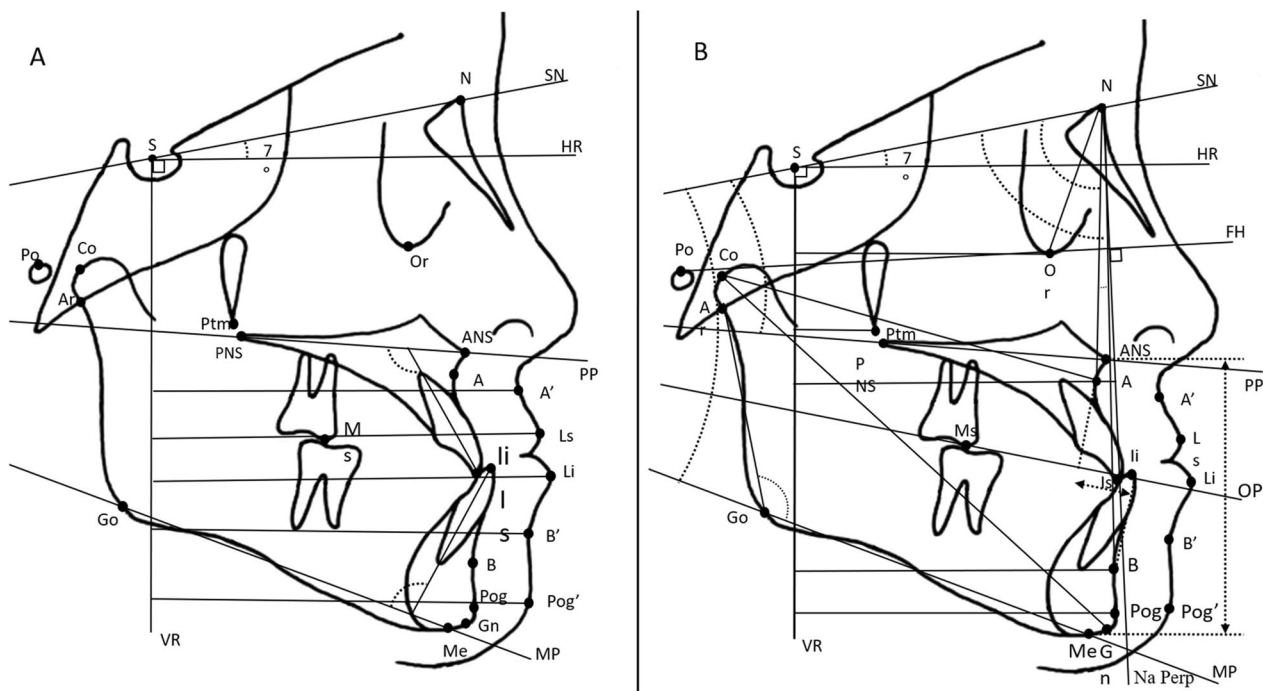 A
N
SN
S
7
°
HR
Po
Co
Or
Ar
Ptm
PNS
ANS
PP
A
A’
M
s
Ls
Ii
Li
I
s
Go
B’
B
Pog
Pog’
Gn
Me
MP
VR
B
N
SN
S
7
°
HR
FH
Po
Co
O
r
A
r
Ptm
P
NS
ANS
PP
A
A’
Ms
L
s
Ii
Is
Li
OP
Go
B’
B
Pog
Pog’
Me
G
n
MP
VR
Na Perp